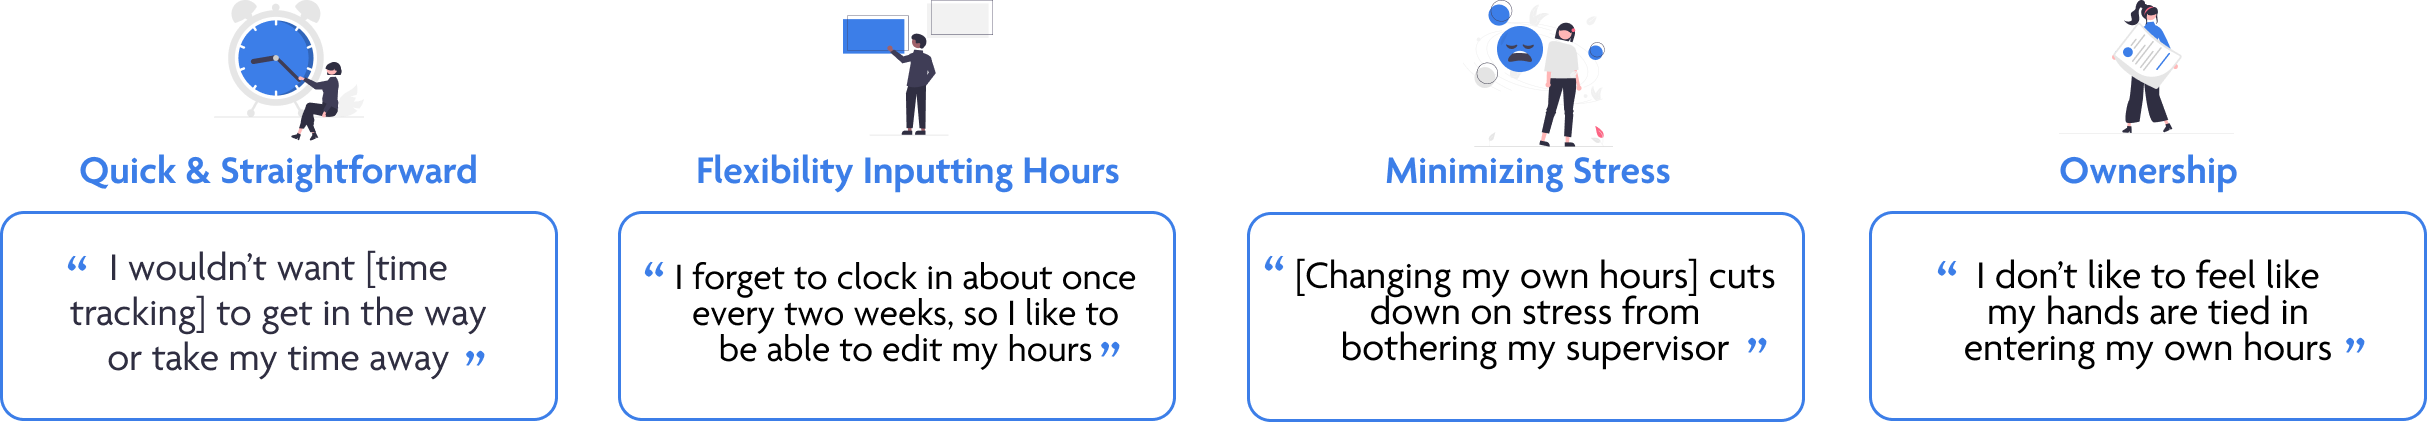 Quick & Straightforward
“ I wouldn’t want [time
tracking] to get in the way
or take my time away ”
Flexibility Inputting Hours
“ I forget to clock in about once
every two weeks, so I like to
be able to edit my hours ”
Minimizing Stress
“ [Changing my own hours] cuts
down on stress from
bothering my supervisor ”
Ownership
“ I don’t like to feel like
my hands are tied in
entering my own hours ”